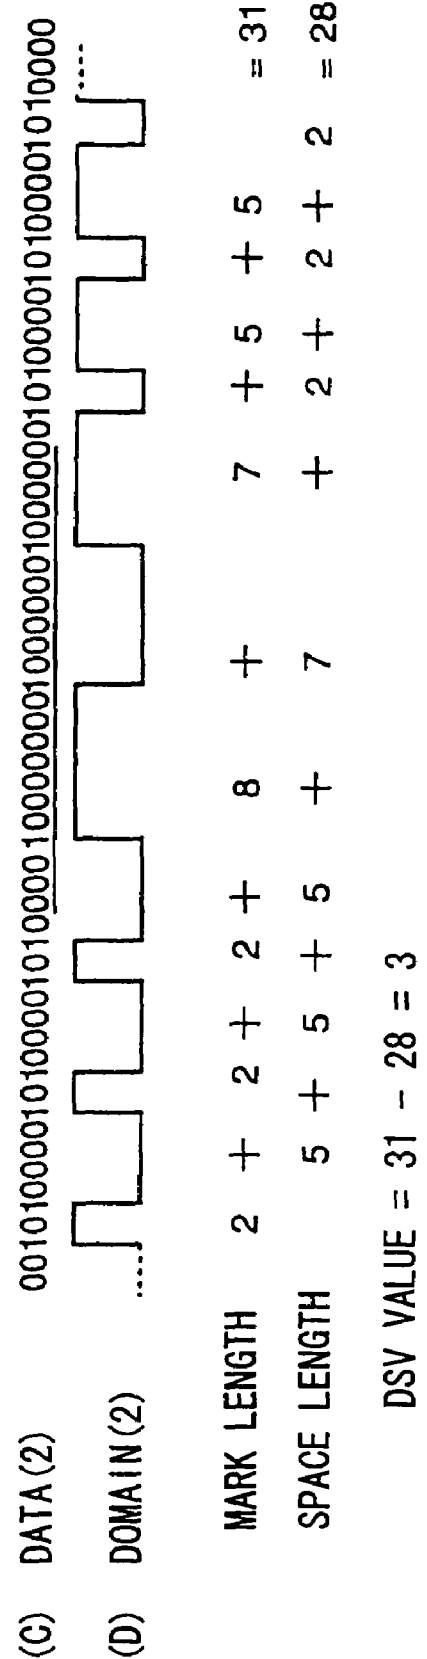 (C) DATA(2) 001010000101000010100001000000010000001000000101000010100001010000
(D) DOMAIN(2)
MARK LENGTH 2 + 2 + 2 + 8 + 7 + 5 + 5 = 31
SPACE LENGTH 5 + 5 + 5 + 7 + 2 + 2 + 2 = 28
DSV VALUE = 31 - 28 = 3